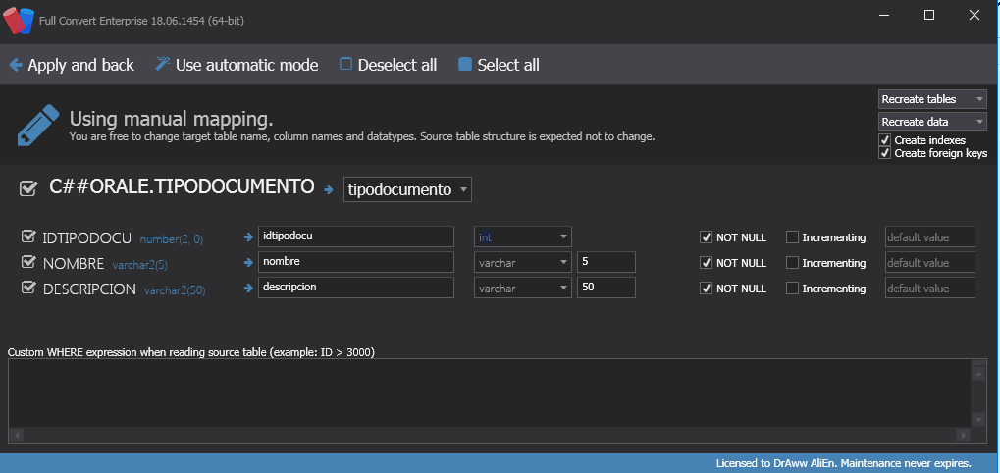 Full Convert Enterprise 18.06.1454 (64-bit)
Apply and back Use automatic mode Deselect all Select all
Using manual mapping.
You are free to change target table name, column names and datatypes. Source table structure is expected not to change.
Recreate tables
Recreate data
Create indexes
Create foreign keys
C##ORALE.TIPODOCUMENTO tipodocumento
IDTIPODOCU number(2, 0) idtipodocu int NOT NULL Incrementing default value
NOMBRE varchar2(5) nombre varchar 5 NOT NULL Incrementing default value
DESCRIPCION varchar2(50) descripcion varchar 50 NOT NULL Incrementing default value
Custom WHERE expression when reading source table (example: ID > 3000)
Licensed to DrAww AliEn. Maintenance never expires.